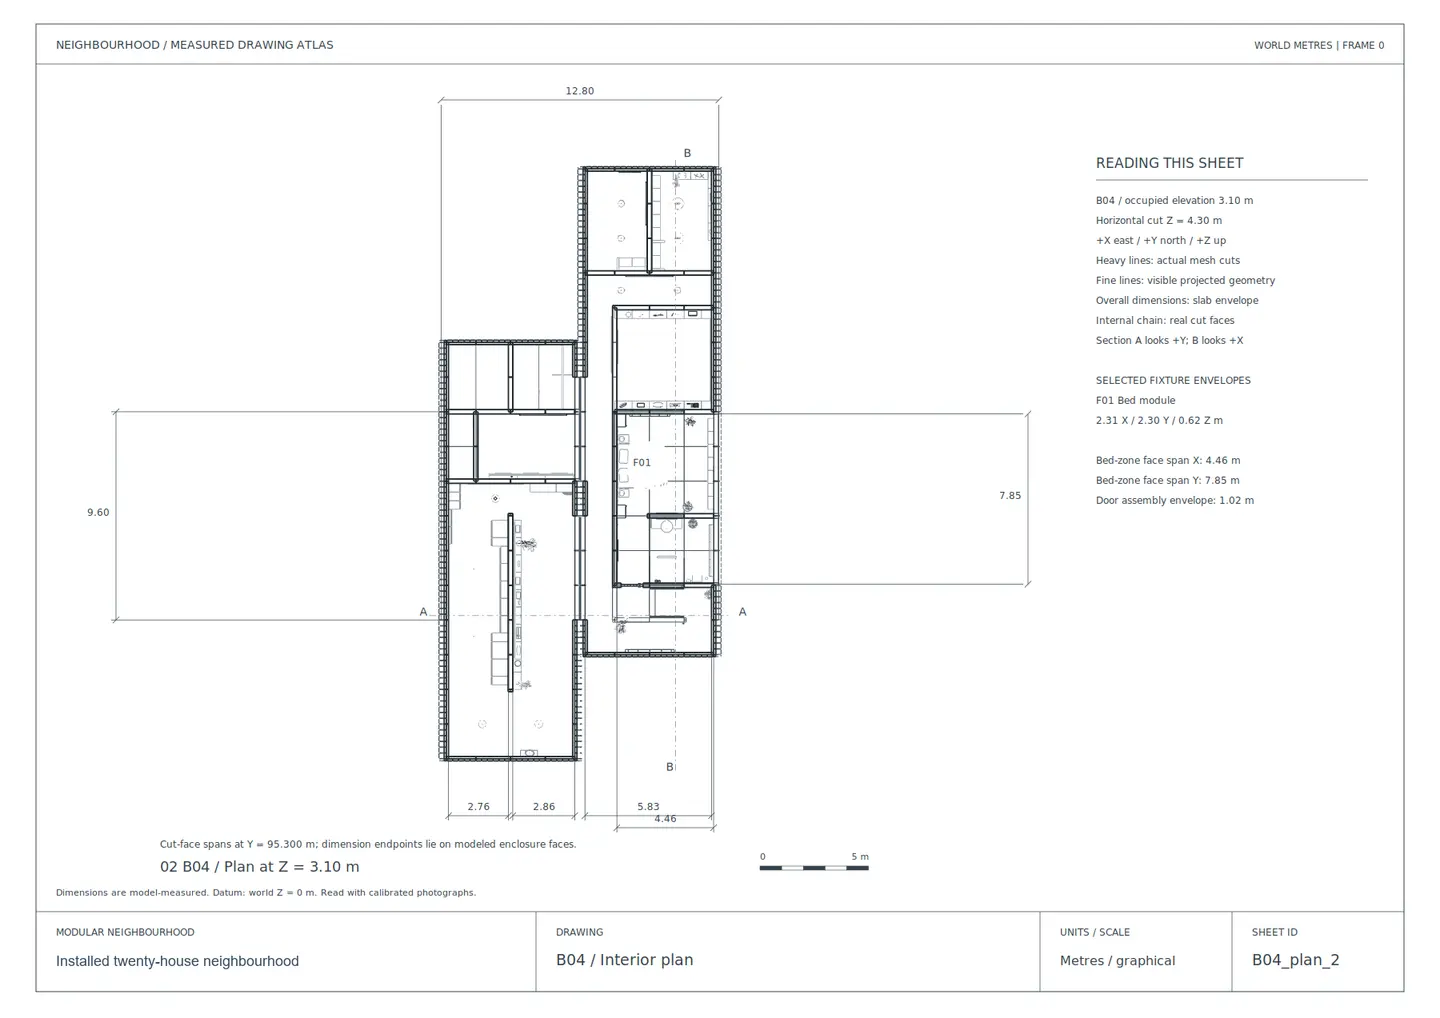 NEIGHBOURHOOD / MEASURED DRAWING ATLAS
WORLD METRES | FRAME 0
12.80
B
READING THIS SHEET
B04 / occupied elevation 3.10 m
Horizontal cut Z = 4.30 m
+X east / +Y north / +Z up
Heavy lines: actual mesh cuts
Fine lines: visible projected geometry
Overall dimensions: slab envelope
Internal chain: real cut faces
Section A looks +Y; B looks +X
SELECTED FIXTURE ENVELOPES
F01 Bed module
2.31 X / 2.30 Y / 0.62 Z m
Bed-zone face span X: 4.46 m
Bed-zone face span Y: 7.85 m
Door assembly envelope: 1.02 m
F01
7.85
9.60
A
A
B
2.76
2.86
5.83
4.46
Cut-face spans at Y = 95.300 m; dimension endpoints lie on modeled enclosure faces.
0
5 m
02 B04 / Plan at Z = 3.10 m
Dimensions are model-measured. Datum: world Z = 0 m. Read with calibrated photographs.
MODULAR NEIGHBOURHOOD
Installed twenty-house neighbourhood
DRAWING
B04 / Interior plan
UNITS / SCALE
Metres / graphical
SHEET ID
B04_plan_2